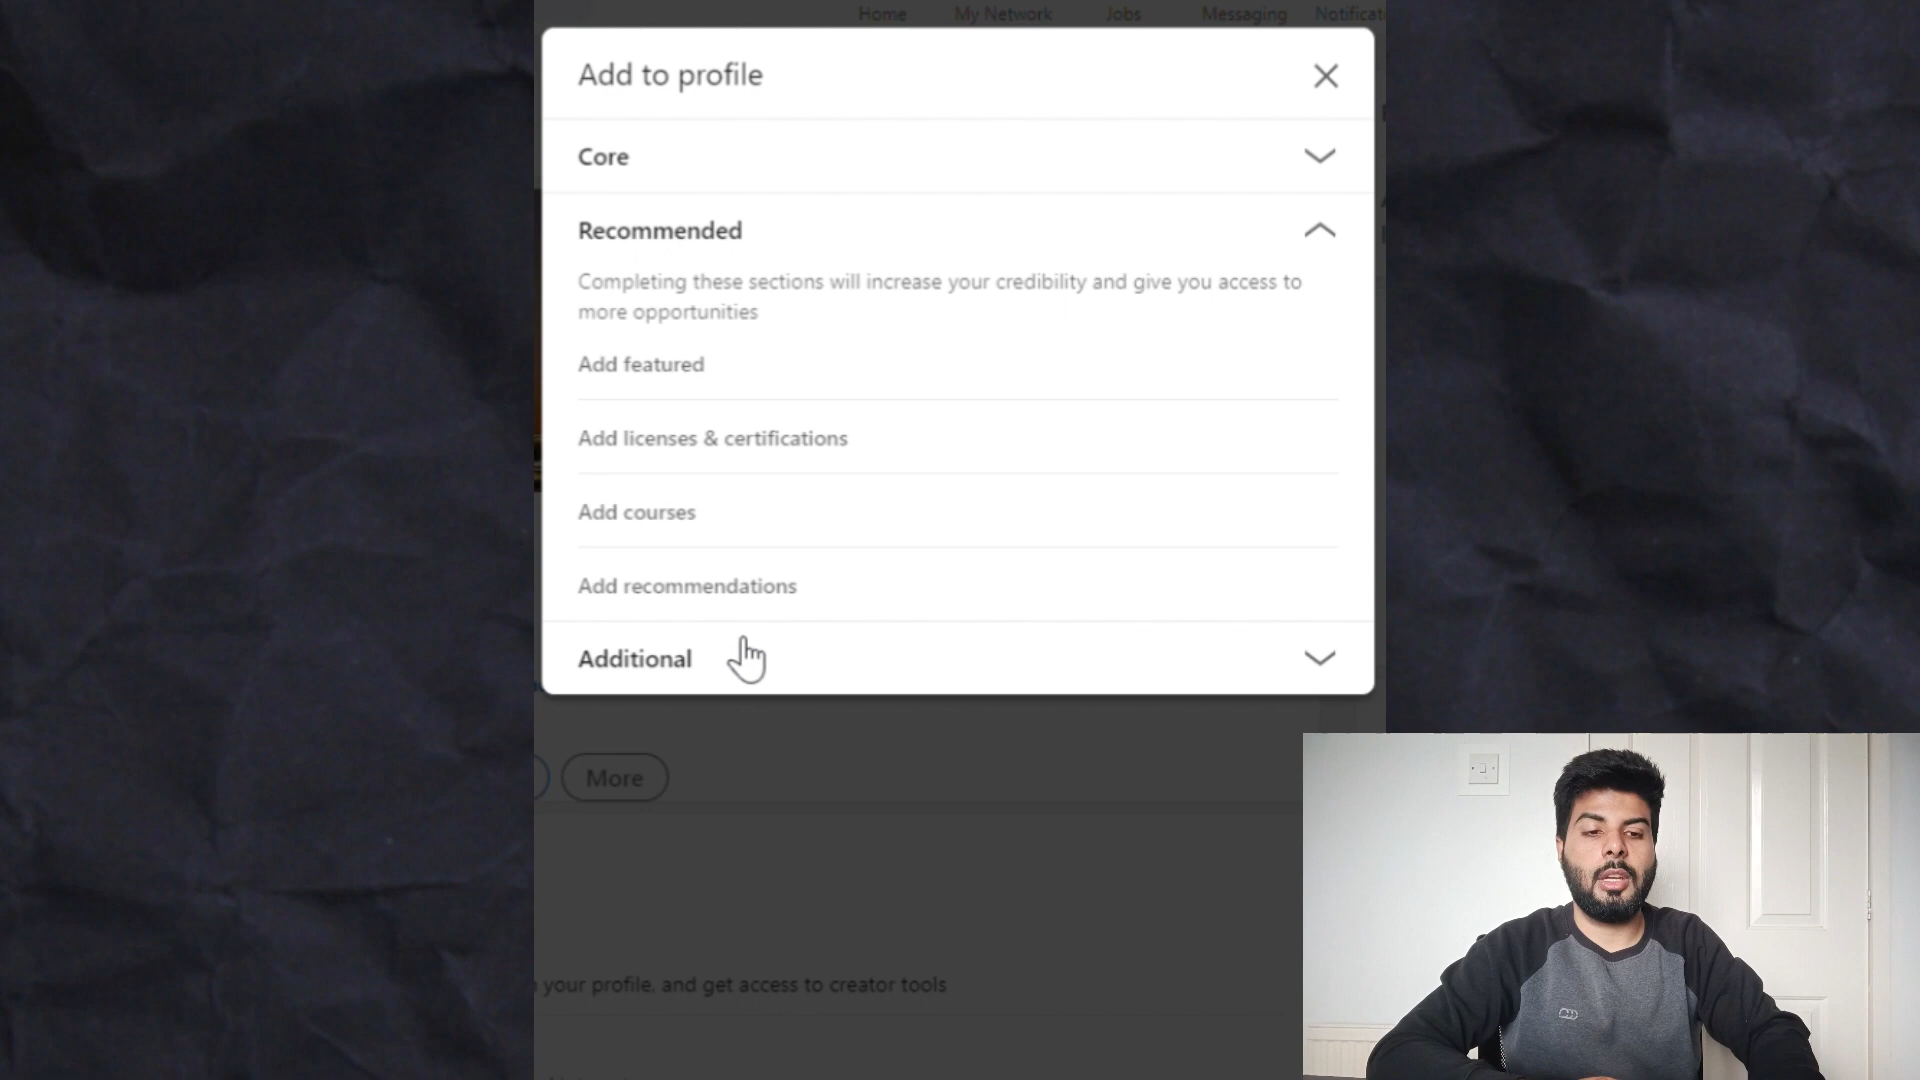 Home My Network Jobs Messaging
Add to profile
Core
Recommended
Completing these sections will increase your credibility and give you access to
more opportunities
Add featured
Add licenses & certifications
Add courses
Add recommendations
Additional
More
your profile, and get access to creator tools